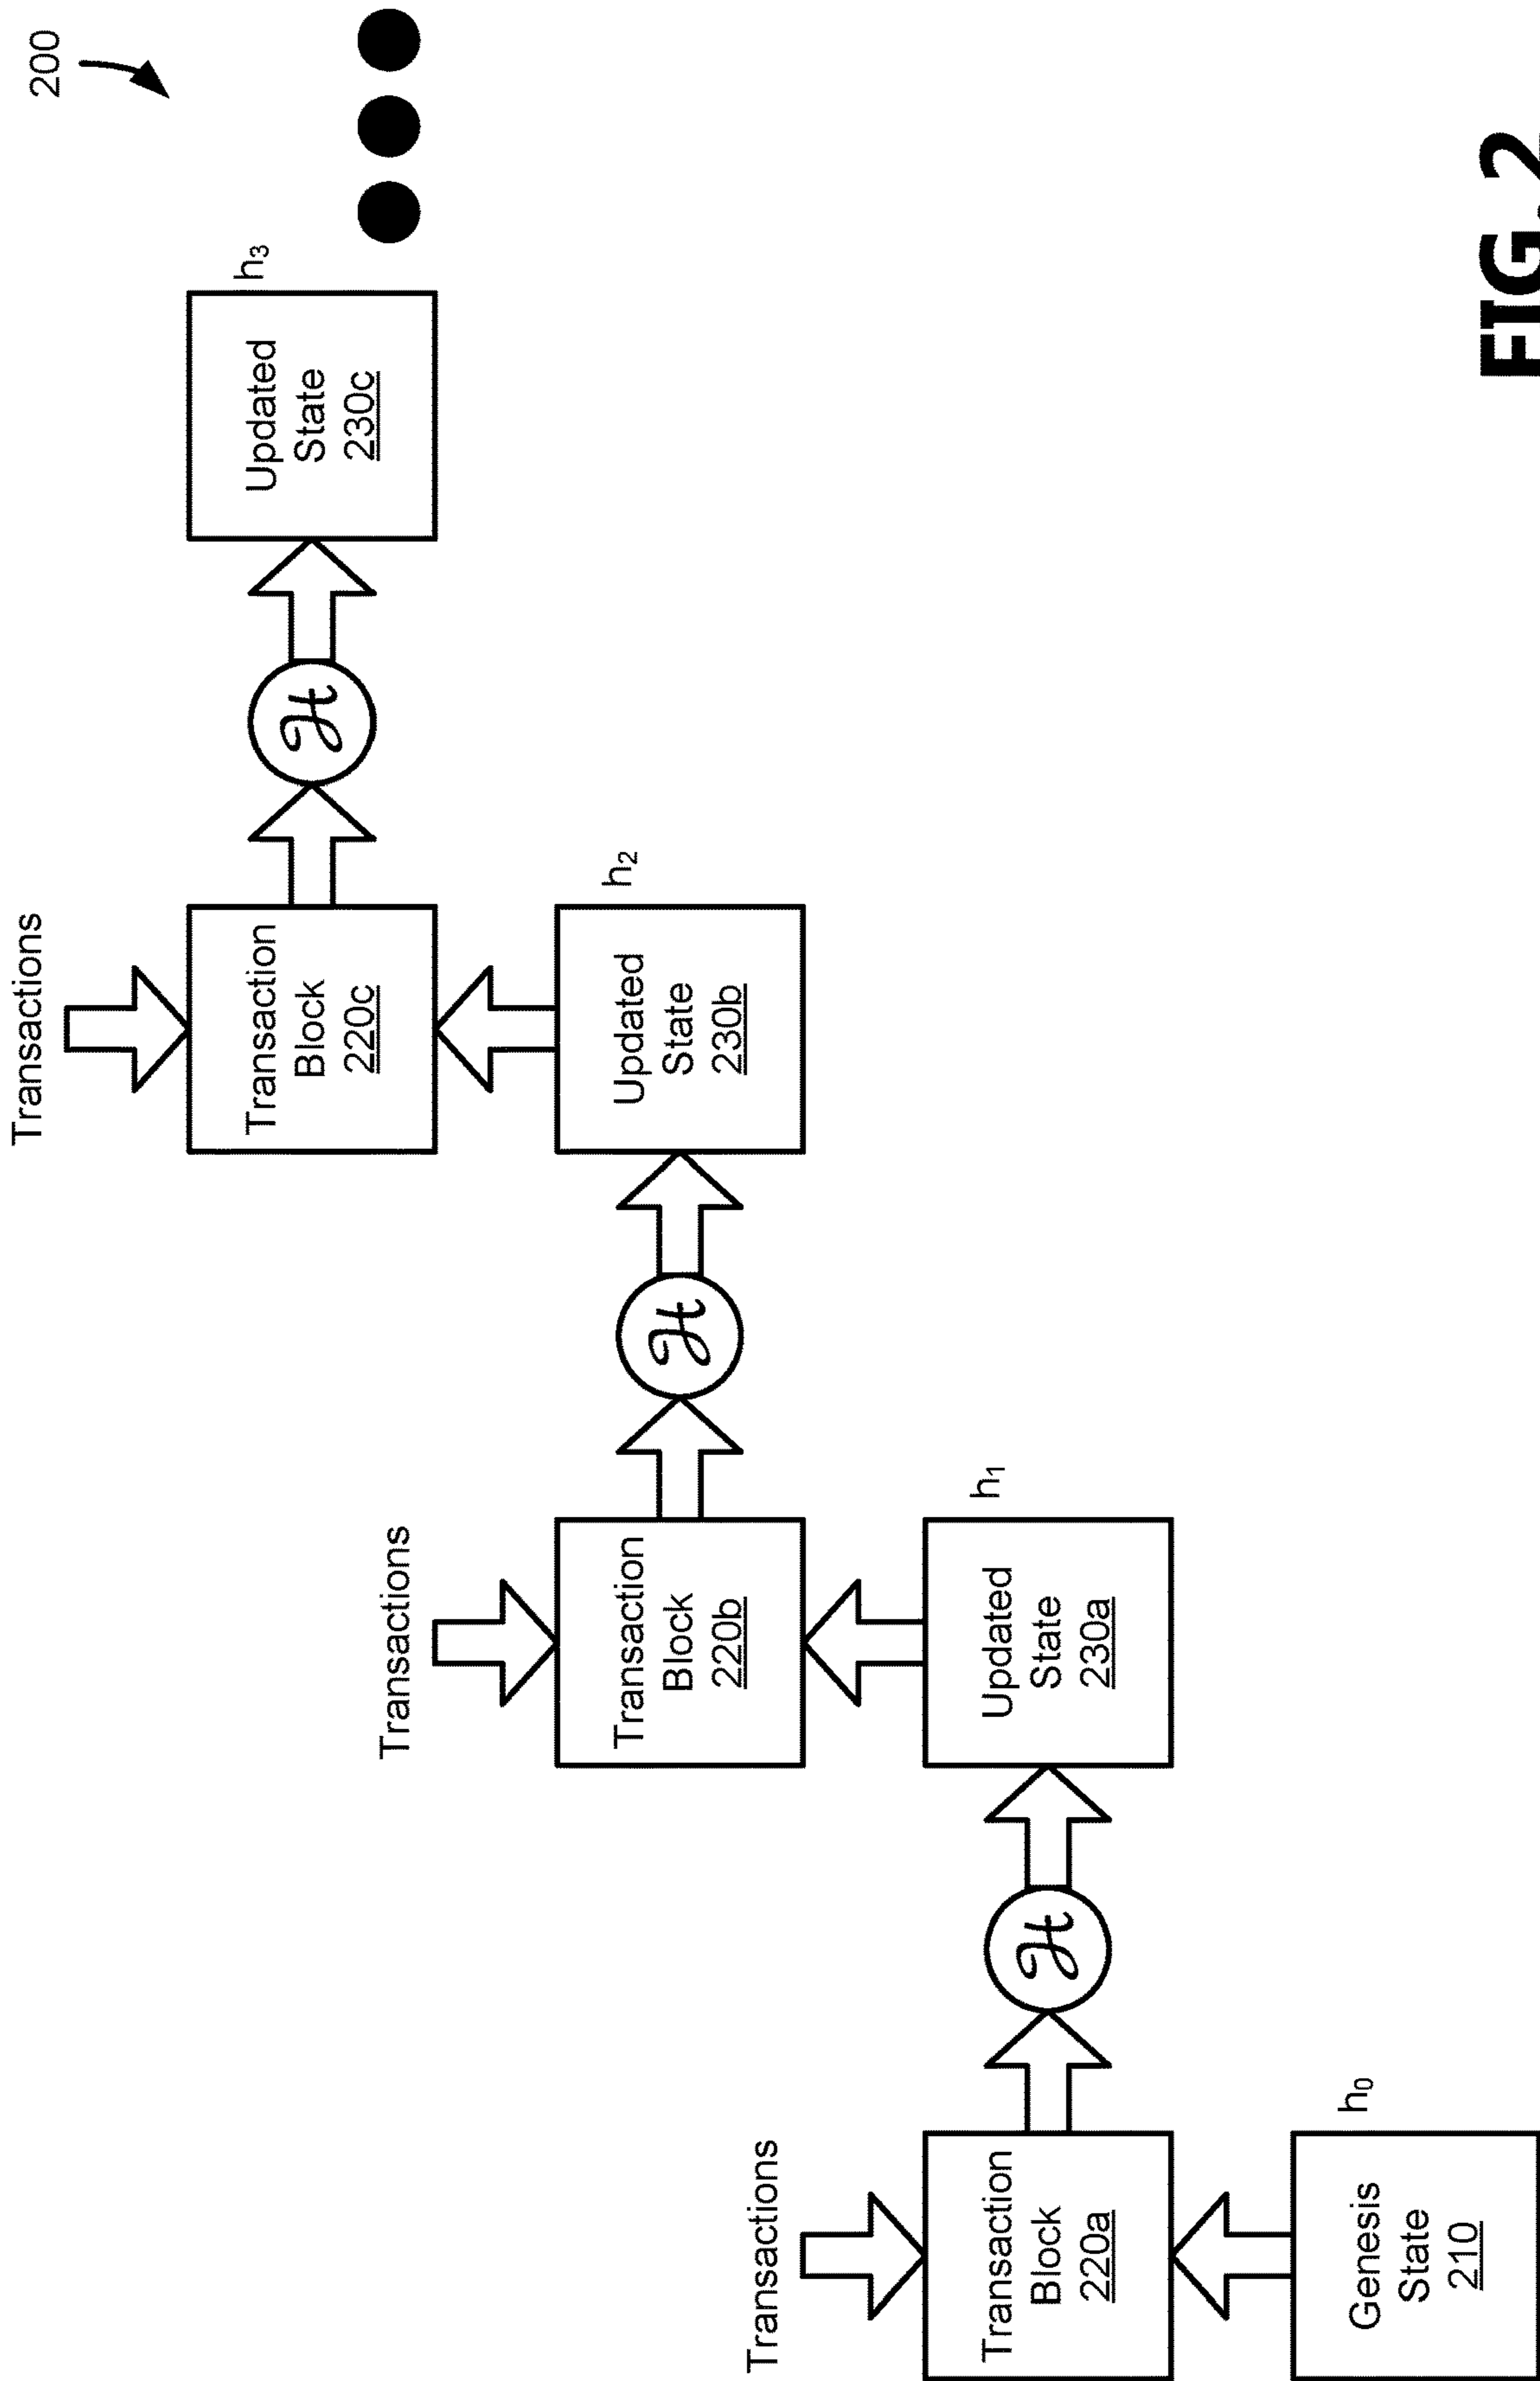 Transactions
200
Transaction
Block
220c
ℋ
h₃
Updated
State
230c
Transactions
Transaction
Block
220b
ℋ
h₂
Updated
State
230b
Transactions
Transaction
Block
220a
ℋ
h₁
Updated
State
230a
h₀
Genesis
State
210
FIG. 2